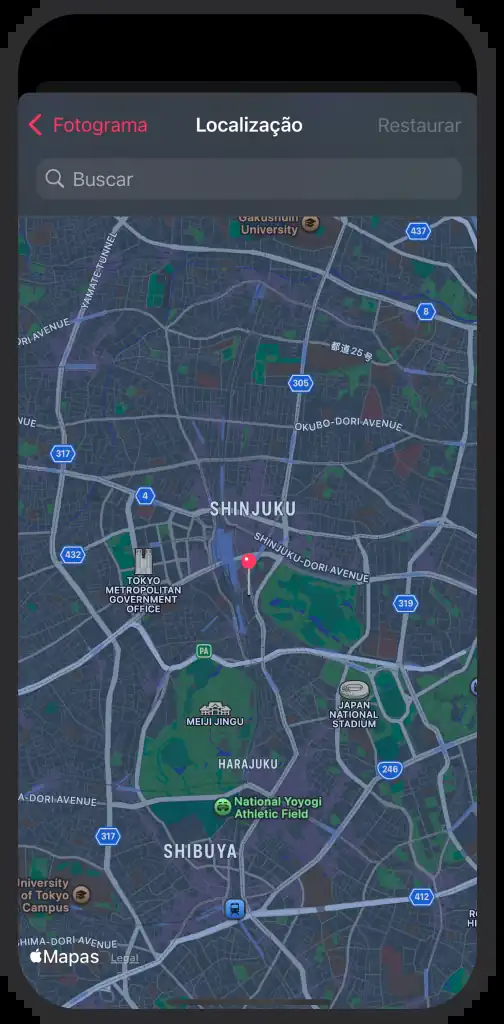 Fotograma
Localização
Restaurar
Buscar
Gakushuin
University
437
YAMATE TUNNEL
8
ORI AVENUE
都道25号
305
OKUBO-DORI AVENUE
NUE
317
4
SHINJUKU
SHINJUKU-DORI AVENUE
432
TOKYO
METROPOLITAN
GOVERNMENT
OFFICE
319
PA
JAPAN
NATIONAL
STADIUM
MEIJI JINGU
HARAJUKU
246
A-DORI AVENUE
National Yoyogi
Athletic Field
317
SHIBUYA
University
of Tokyo
Campus
412
SHIMA-DORI AVENUE
Mapas
Legal